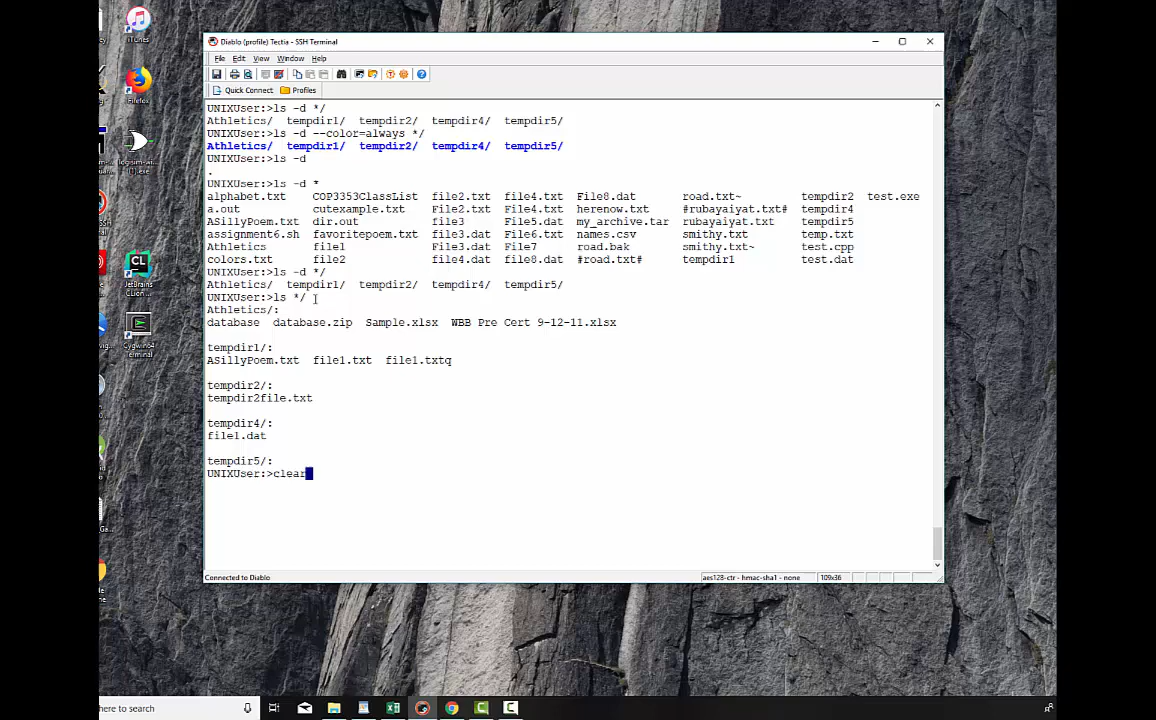 iTunes
Firefox
logisim-wi...
[1].exe
CL
JetBrains
CLion ...
Cygwin64
Terminal
Diablo (profile) Tectia - SSH Terminal
File Edit View Window Help
Quick Connect Profiles
UNIXUser:>ls -d */
Athletics/ tempdir1/ tempdir2/ tempdir4/ tempdir5/
UNIXUser:>ls -d --color=always */
Athletics/ tempdir1/ tempdir2/ tempdir4/ tempdir5/
UNIXUser:>ls -d
.
UNIXUser:>ls -d *
alphabet.txt COP3353ClassList file2.txt file4.txt File8.dat road.txt~ tempdir2 test.exe
a.out cutexample.txt File2.txt File4.txt herenow.txt #rubayaiyat.txt# tempdir4
ASillyPoem.txt dir.out file3 File5.dat my_archive.tar rubayaiyat.txt tempdir5
assignment6.sh favoritepoem.txt file3.dat File6.txt names.csv smithy.txt temp.txt
Athletics file1 File3.dat File7 road.bak smithy.txt~ test.cpp
colors.txt file2 file4.dat file8.dat #road.txt# tempdir1 test.dat
UNIXUser:>ls -d */
Athletics/ tempdir1/ tempdir2/ tempdir4/ tempdir5/
UNIXUser:>ls */
Athletics/:
database database.zip Sample.xlsx WBB Pre Cert 9-12-11.xlsx
tempdir1/:
ASillyPoem.txt file1.txt file1.txtq
tempdir2/:
tempdir2file.txt
tempdir4/:
file1.dat
tempdir5/:
UNIXUser:>clear
Connected to Diablo aes128-ctr - hmac-sha1 - none 109x36
here to search